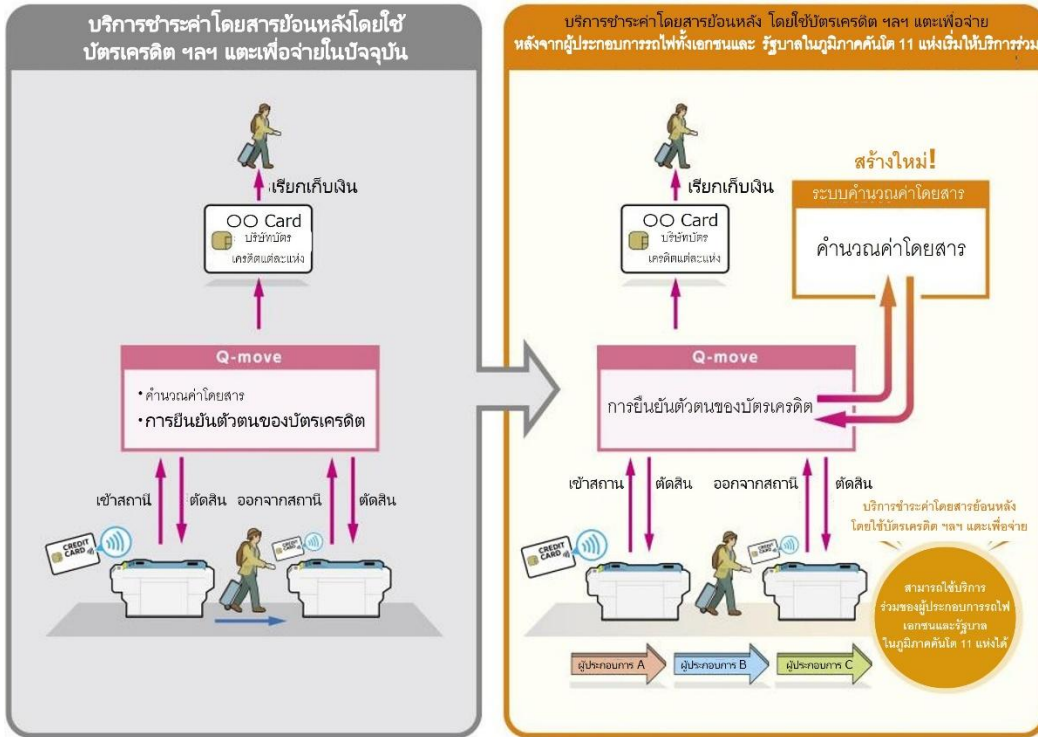 บริการชำระค่าโดยสารย้อนหลังโดยใช้
บัตรเครดิต ฯลฯ แตะเพื่อจ่ายในปัจจุบัน
เรียกเก็บเงิน
OO Card
บริษัทบัตร
เครดิตแต่ละแห่ง
Q-move
• คำนวณค่าโดยสาร
• การยืนยันตัวตนของบัตรเครดิต
เข้าสถานี
ตัดสิน
ออกจากสถานี
ตัดสิน
CREDIT
CARD
CREDIT
CARD
บริการชำระค่าโดยสารย้อนหลัง โดยใช้บัตรเครดิต ฯลฯ แตะเพื่อจ่าย
หลังจากผู้ประกอบการรถไฟทั้งเอกชนและ รัฐบาลในภูมิภาคคันโต 11 แห่งเริ่มให้บริการร่วม
เรียกเก็บเงิน
OO Card
บริษัทบัตร
เครดิตแต่ละแห่ง
สร้างใหม่!
ระบบคำนวณค่าโดยสาร
คำนวณค่าโดยสาร
Q-move
การยืนยันตัวตนของบัตรเครดิต
เข้าสถาน
ตัดสิน
ออกจากสถานี
ตัดสิน
CREDIT
CARD
CREDIT
CARD
บริการชำระค่าโดยสารย้อนหลัง
โดยใช้บัตรเครดิต ฯลฯ แตะเพื่อจ่าย
สามารถใช้บริการ
ร่วมของผู้ประกอบการรถไฟ
เอกชนและรัฐบาล
ในภูมิภาคคันโต 11 แห่งได้
ผู้ประกอบการ A
ผู้ประกอบการ B
ผู้ประกอบการ C